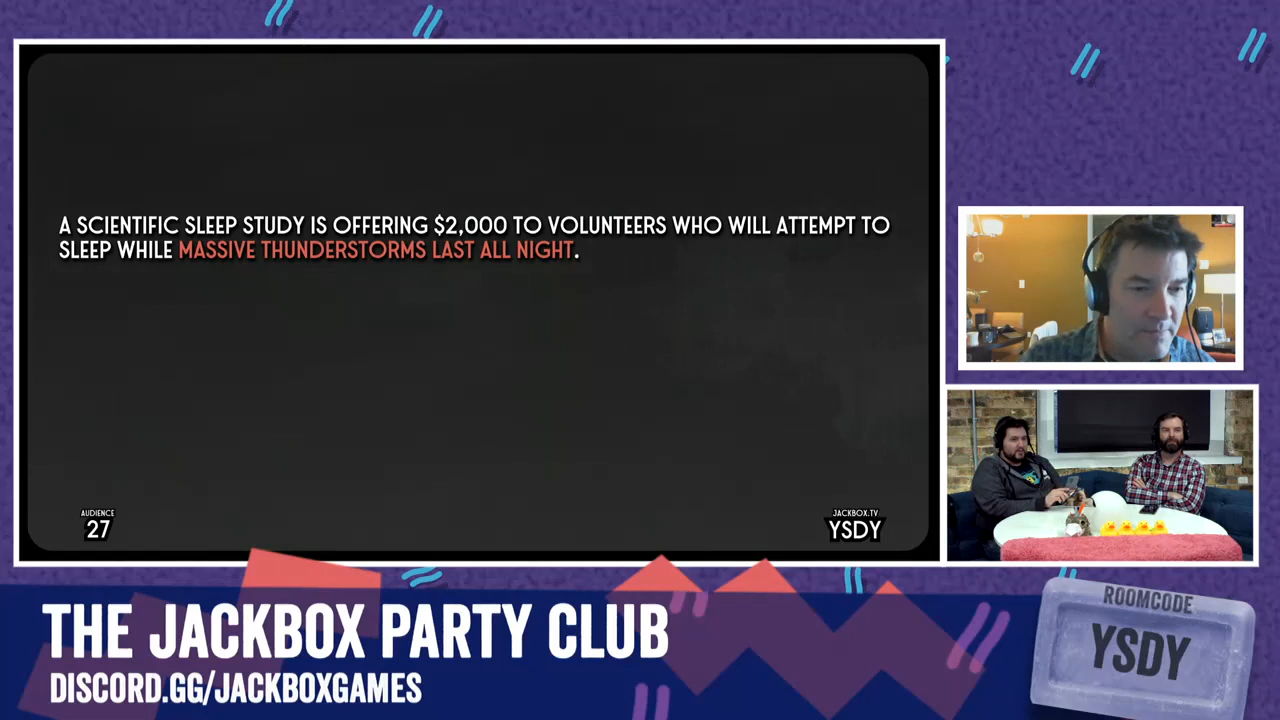 A SCIENTIFIC SLEEP STUDY IS OFFERING $2,000 TO VOLUNTEERS WHO WILL ATTEMPT TO
SLEEP WHILE MASSIVE THUNDERSTORMS LAST ALL NIGHT.
AUDIENCE
27
JACKBOX.TV
YSDY
THE JACKBOX PARTY CLUB
DISCORD.GG/JACKBOXGAMES
ROOMCODE
YSDY